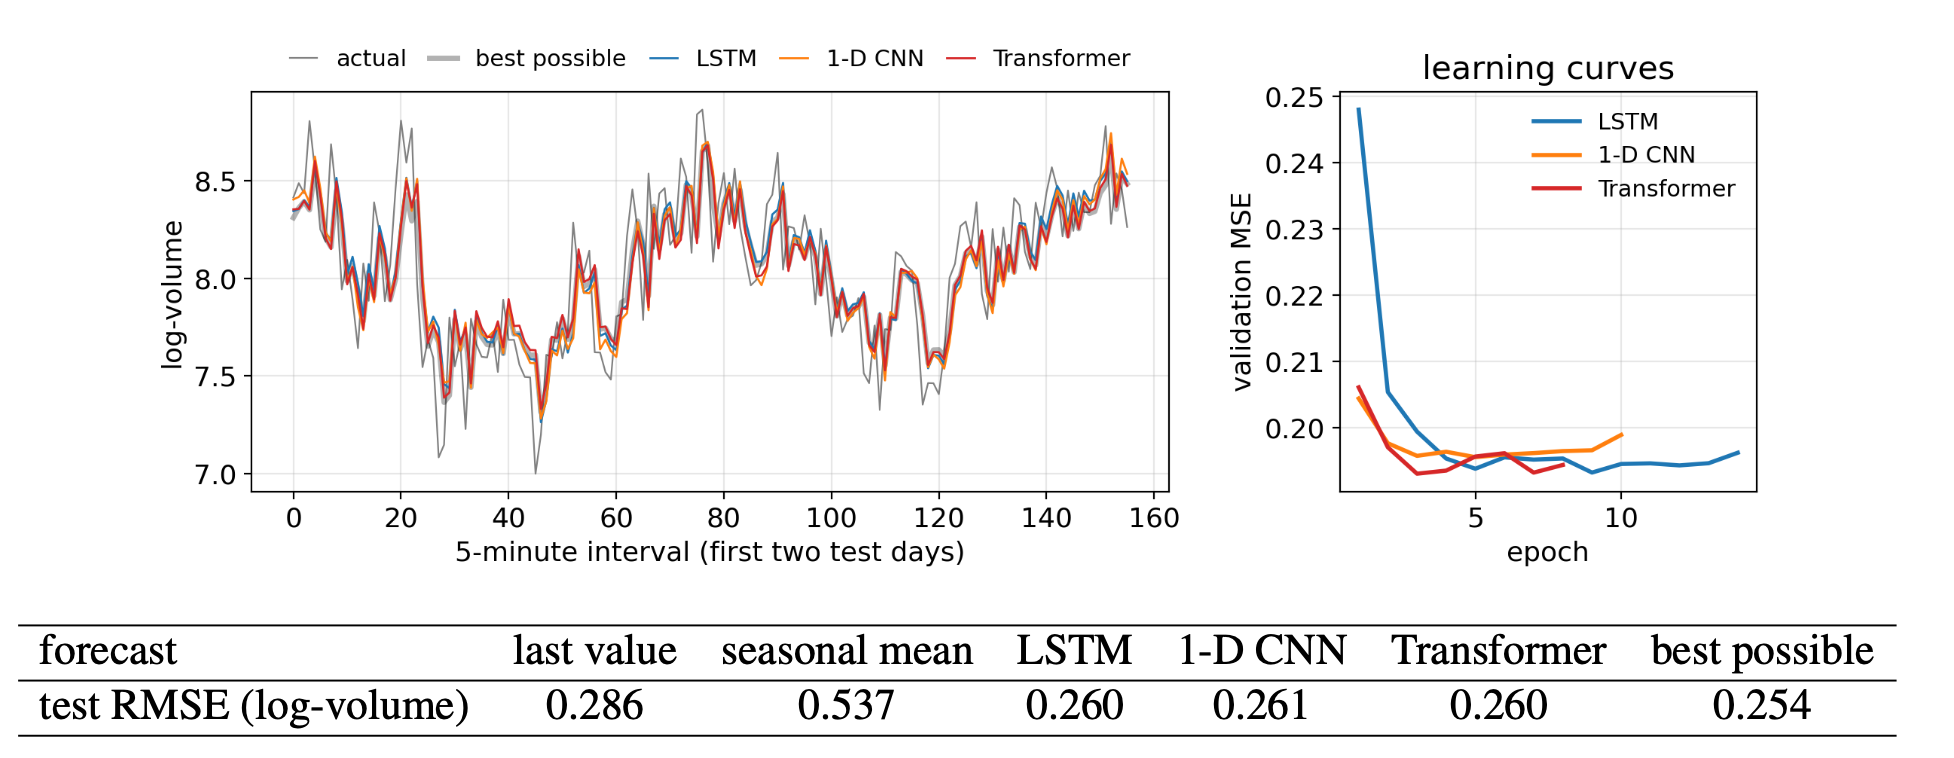 actual best possible LSTM 1-D CNN Transformer
log-volume
8.5
8.0
7.5
7.0
0 20 40 60 80 100 120 140 160
5-minute interval (first two test days)
learning curves
LSTM
1-D CNN
Transformer
validation MSE
0.25
0.24
0.23
0.22
0.21
0.20
5 10
epoch
forecast last value seasonal mean LSTM 1-D CNN Transformer best possible
test RMSE (log-volume) 0.286 0.537 0.260 0.261 0.260 0.254